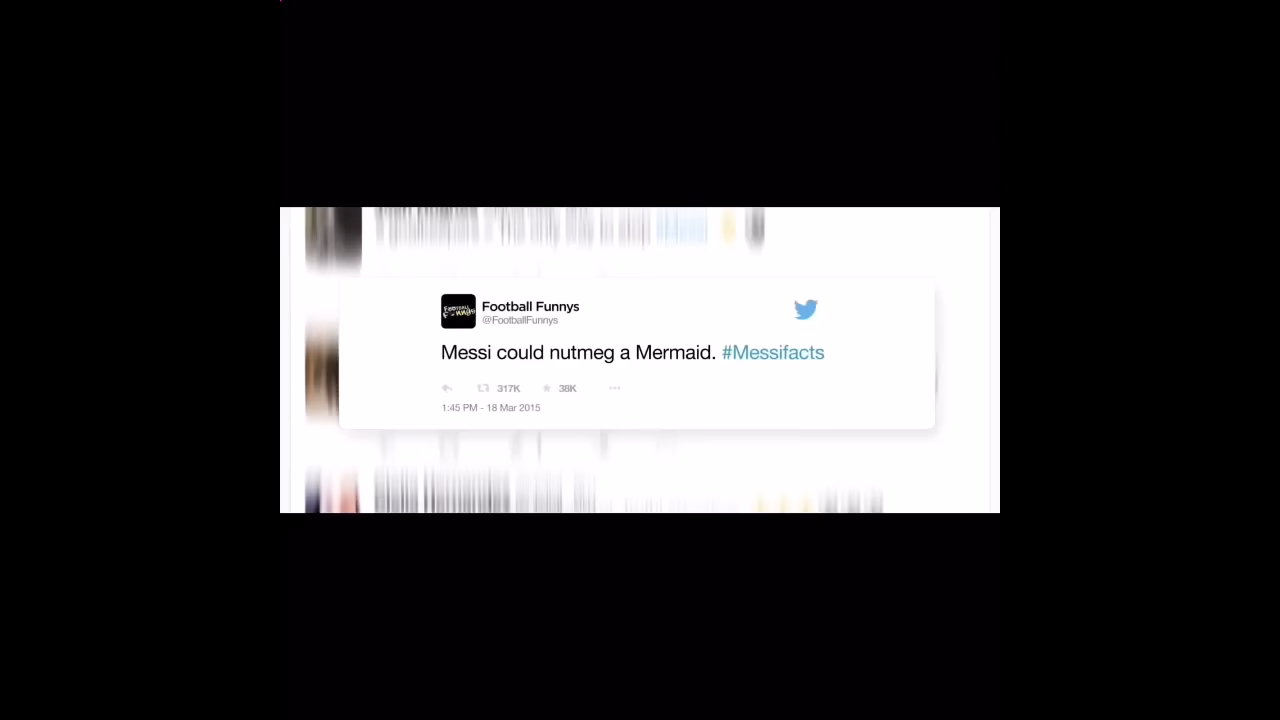 Football Funnys
@FootballFunnys
Messi could nutmeg a Mermaid. #Messifacts
317K 38K
1:45 PM - 18 Mar 2015